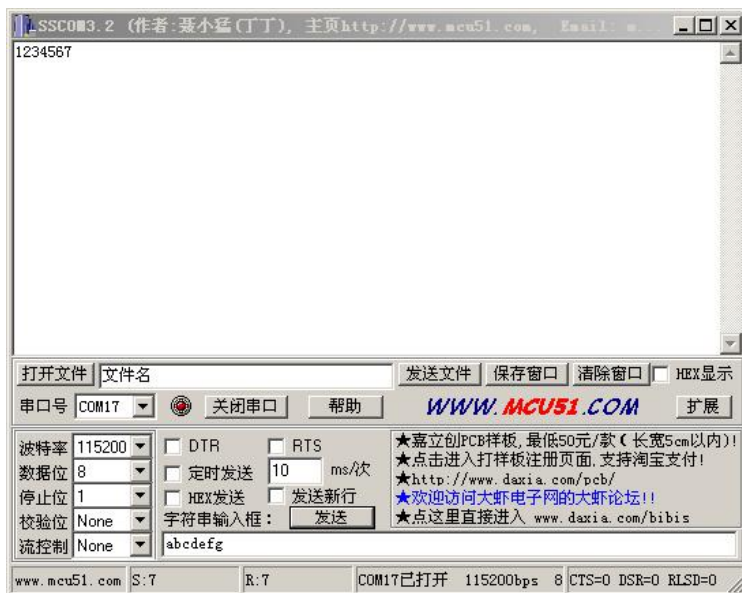 SSCOM3.2 (作者:聂小猛(丁丁), 主页http://www.mcu51.com, Email: m...
1234567
打开文件 文件名 发送文件 保存窗口 清除窗口 HEX显示
串口号 COM17 关闭串口 帮助 WWW.MCU51.COM 扩展
波特率 115200 DTR RTS
数据位 8 定时发送 10 ms/次
停止位 1 HEX发送 发送新行
校验位 None 字符串输入框: 发送
流控制 None abcdefg
★嘉立创PCB样板,最低50元/款(长宽5cm以内)!
★点击进入打样板注册页面,支持淘宝支付!
★http://www.daxia.com/pcb/
★欢迎访问大虾电子网的大虾论坛!!
★点这里直接进入 www.daxia.com/bibis
www.mcu51.com S:7 R:7 COM17已打开 115200bps 8 CTS=0 DSR=0 RLSD=0